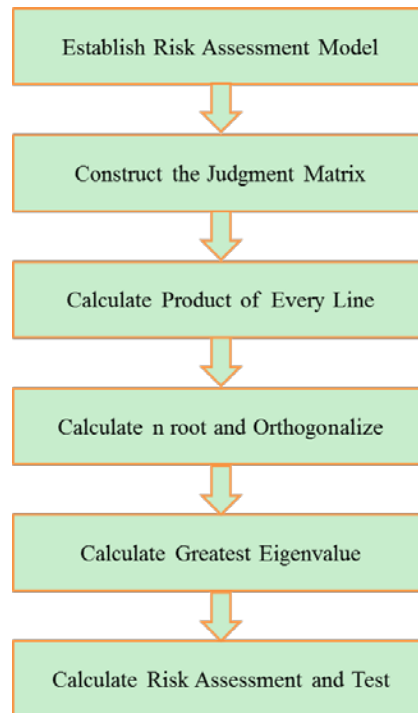 Establish Risk Assessment Model
Construct the Judgment Matrix
Calculate Product of Every Line
Calculate n root and Orthogonalize
Calculate Greatest Eigenvalue
Calculate Risk Assessment and Test